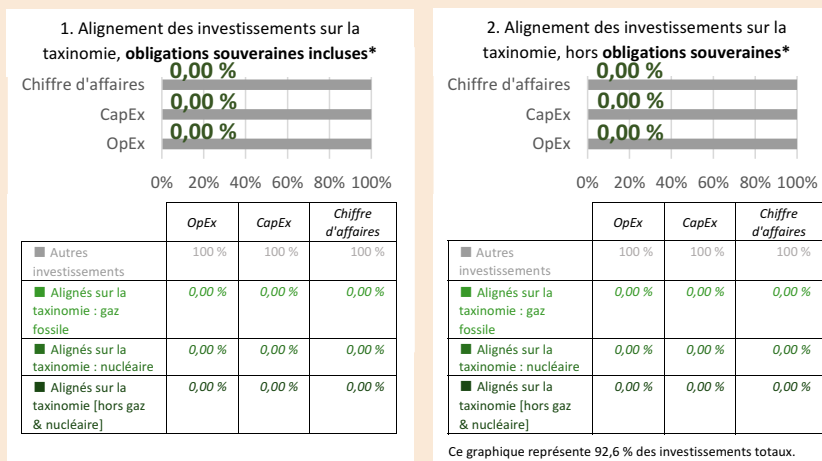 1. Alignement des investissements sur la
taxinomie, obligations souveraines incluses*
Chiffre d'affaires 0,00 %
CapEx 0,00 %
OpEx 0,00 %
0% 20% 40% 60% 80% 100%
OpEx CapEx Chiffre
d'affaires
Autres 100 % 100 % 100 %
investissements
Alignés sur la 0,00 % 0,00 % 0,00 %
taxinomie : gaz
fossile
Alignés sur la 0,00 % 0,00 % 0,00 %
taxinomie : nucléaire
Alignés sur la 0,00 % 0,00 % 0,00 %
taxinomie [hors gaz
& nucléaire]
2. Alignement des investissements sur la
taxinomie, hors obligations souveraines*
Chiffre d'affaires 0,00 %
CapEx 0,00 %
OpEx 0,00 %
0% 20% 40% 60% 80% 100%
OpEx CapEx Chiffre
d'affaires
Autres 100 % 100 % 100 %
investissements
Alignés sur la 0,00 % 0,00 % 0,00 %
taxinomie : gaz
fossile
Alignés sur la 0,00 % 0,00 % 0,00 %
taxinomie : nucléaire
Alignés sur la 0,00 % 0,00 % 0,00 %
taxinomie [hors gaz
& nucléaire]
Ce graphique représente 92,6 % des investissements totaux.